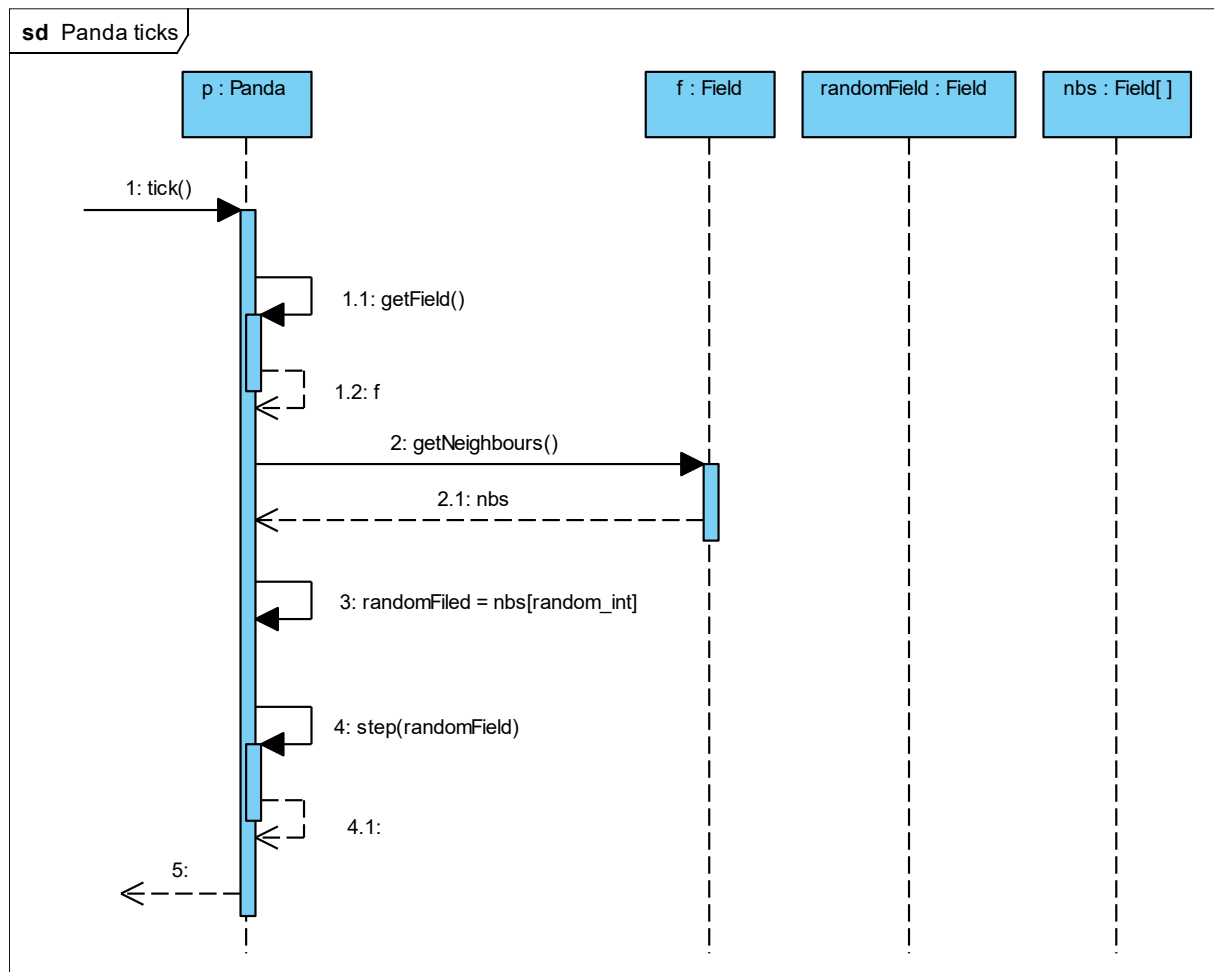 sd Panda ticks
p : Panda
f : Field
randomField : Field
nbs : Field[ ]
1: tick()
1.1: getField()
1.2: f
2: getNeighbours()
2.1: nbs
3: randomFiled = nbs[random_int]
4: step(randomField)
4.1:
5: